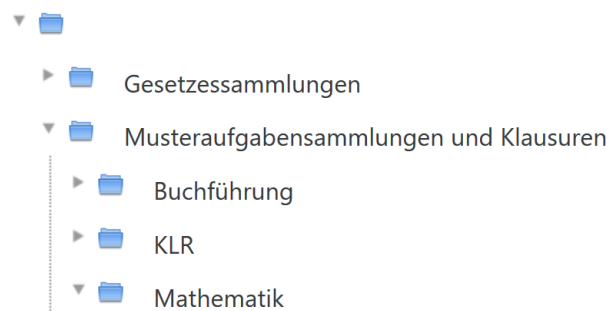 Gesetzessammlungen
Musteraufgabensammlungen und Klausuren
Buchführung
KLR
Mathematik